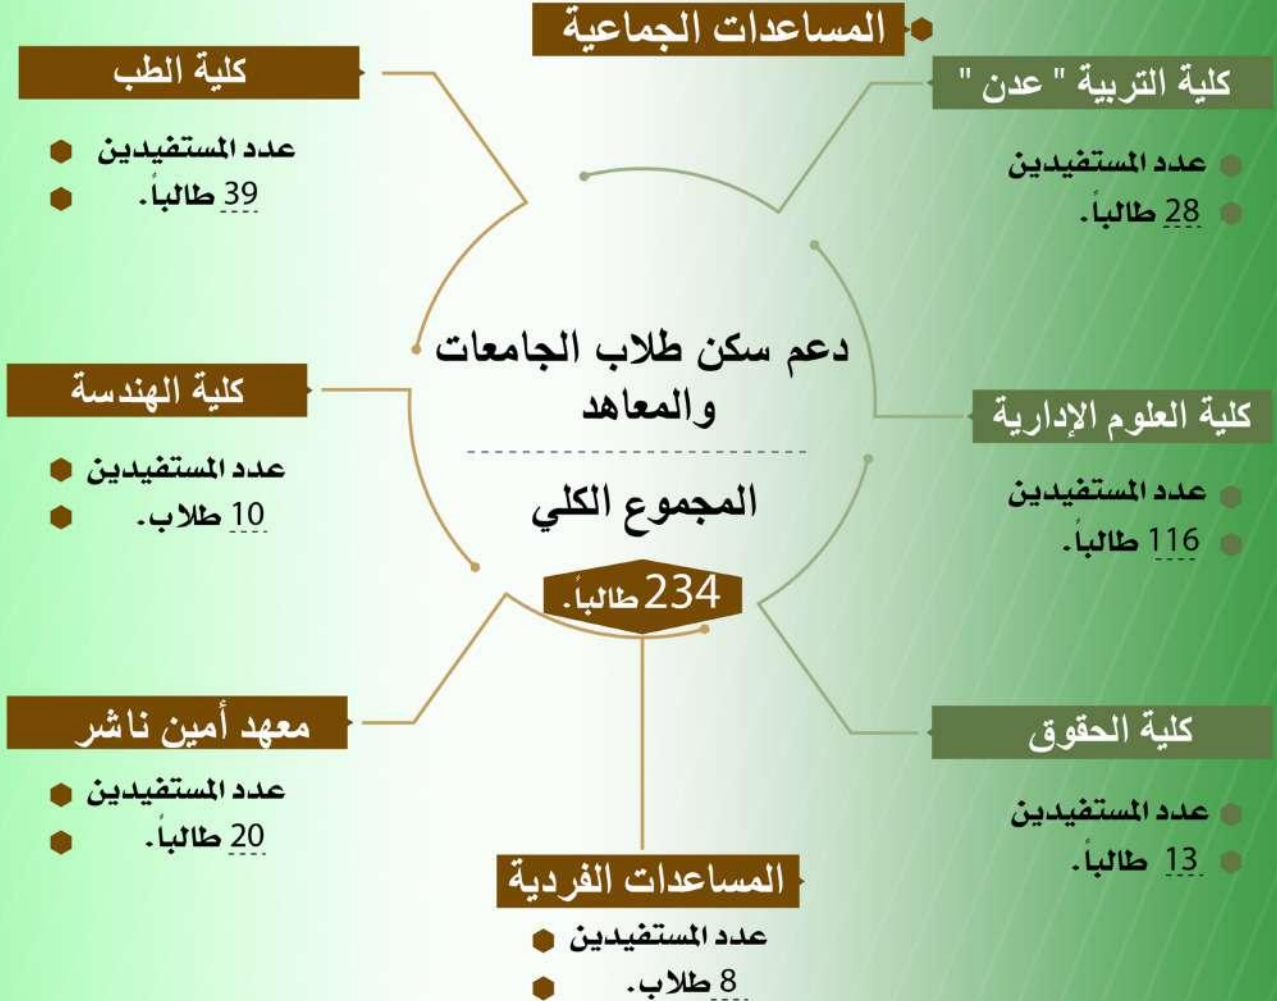 المساعدات الجماعية
كلية التربية " عدن "
عدد المستفيدين
28 طالباً.
كلية العلوم الإدارية
عدد المستفيدين
116 طالباً.
كلية الحقوق
عدد المستفيدين
13 طالباً.
كلية الطب
عدد المستفيدين
39 طالباً.
كلية الهندسة
عدد المستفيدين
10 طلاب.
معهد أمين ناشر
عدد المستفيدين
20 طالباً.
دعم سكن طلاب الجامعات
والمعاهد
المجموع الكلي
234 طالباً.
المساعدات الفردية
عدد المستفيدين
8 طلاب.